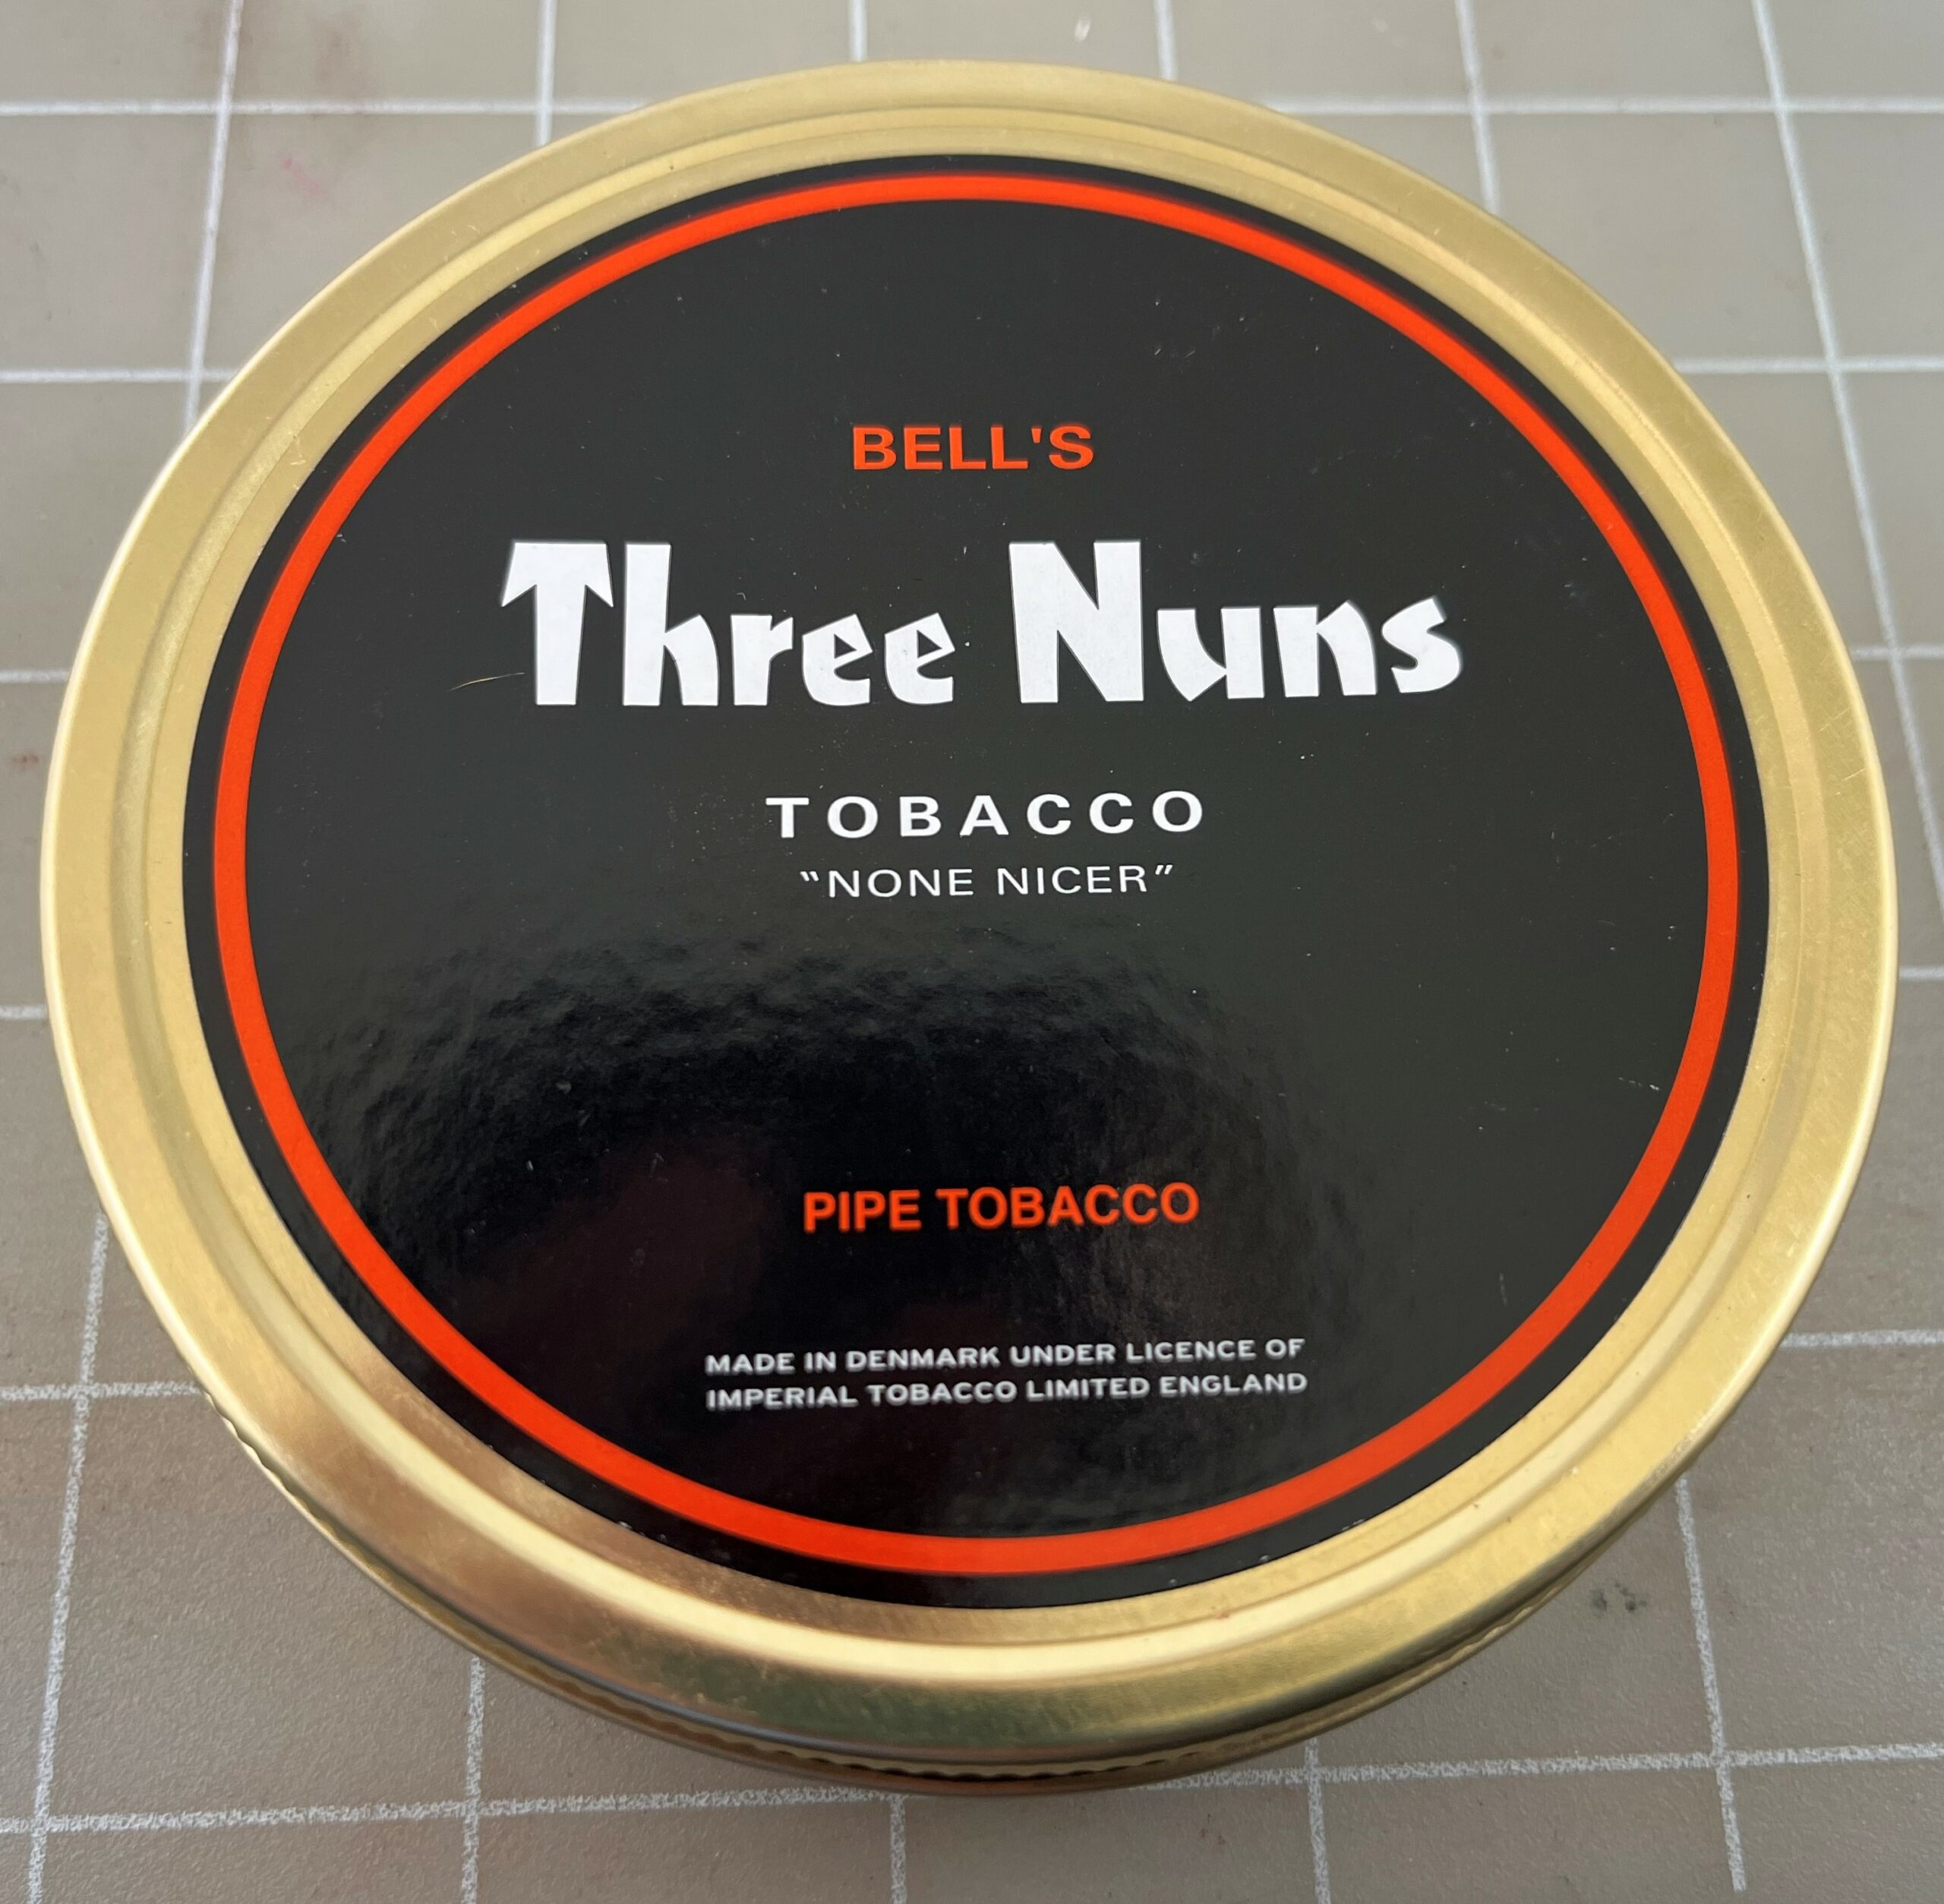 BELL'S
Three Nuns
TOBACCO
"NONE NICER"
PIPE TOBACCO
MADE IN DENMARK UNDER LICENCE OF
IMPERIAL TOBACCO LIMITED ENGLAND